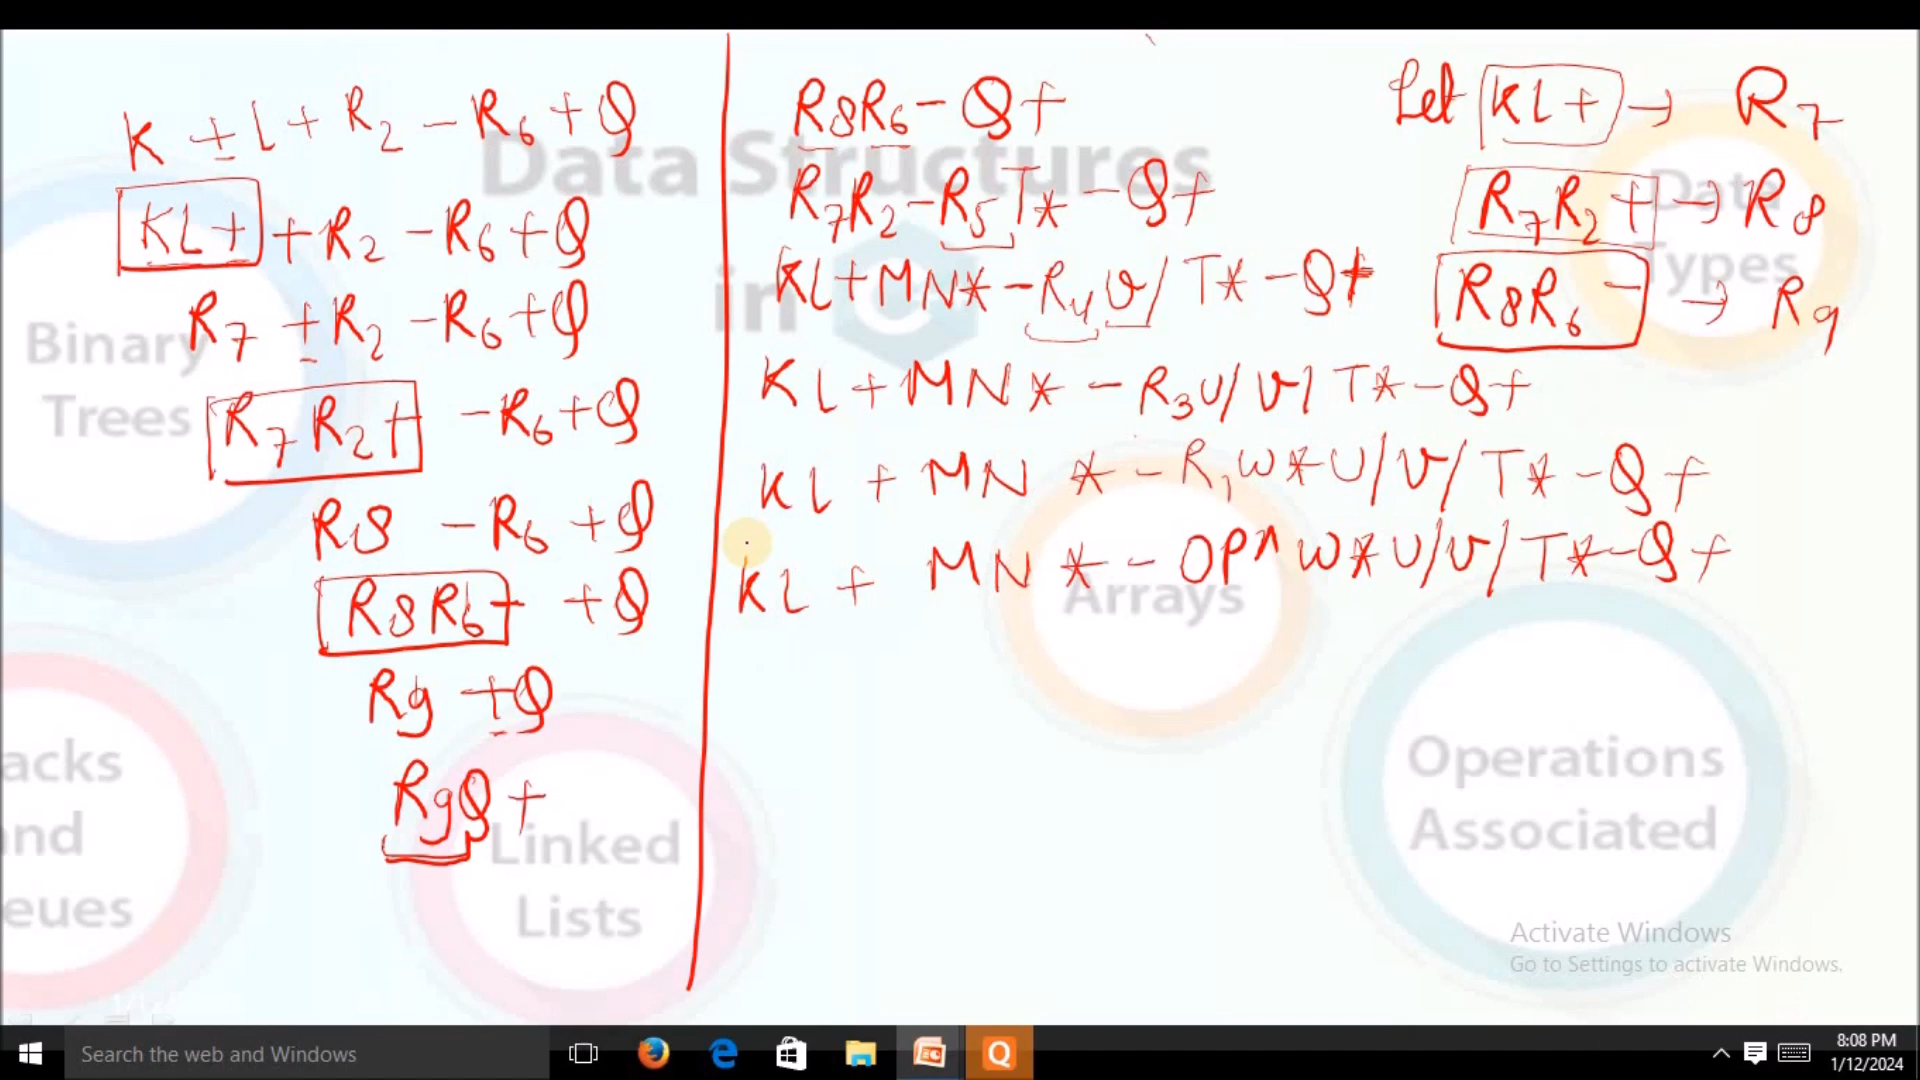 K + L + R2 - R6 + Q
KL+ + R2 - R6 + Q
R7 + R2 - R6 + Q
R7R2+ - R6 + Q
R8 - R6 + Q
R8R6- + Q
R9 + Q
R9Q+
R8R6-Q+
R7R2-R5T*-Q+
KL+MN*-R4V/T*-Q+
KL+MN*-R3U/V/T*-Q+
KL+MN*-R1W*U/V/T*-Q+
KL+MN*-OP^W*U/V/T*-Q+
Let KL+ → R7
R7R2+ → R8
R8R6- → R9
Data Structures
in C
Data
Types
Binary
Trees
Arrays
acks
and
eues
Linked
Lists
Operations
Associated
Activate Windows
Go to Settings to activate Windows.
Search the web and Windows
8:08 PM
1/12/2024